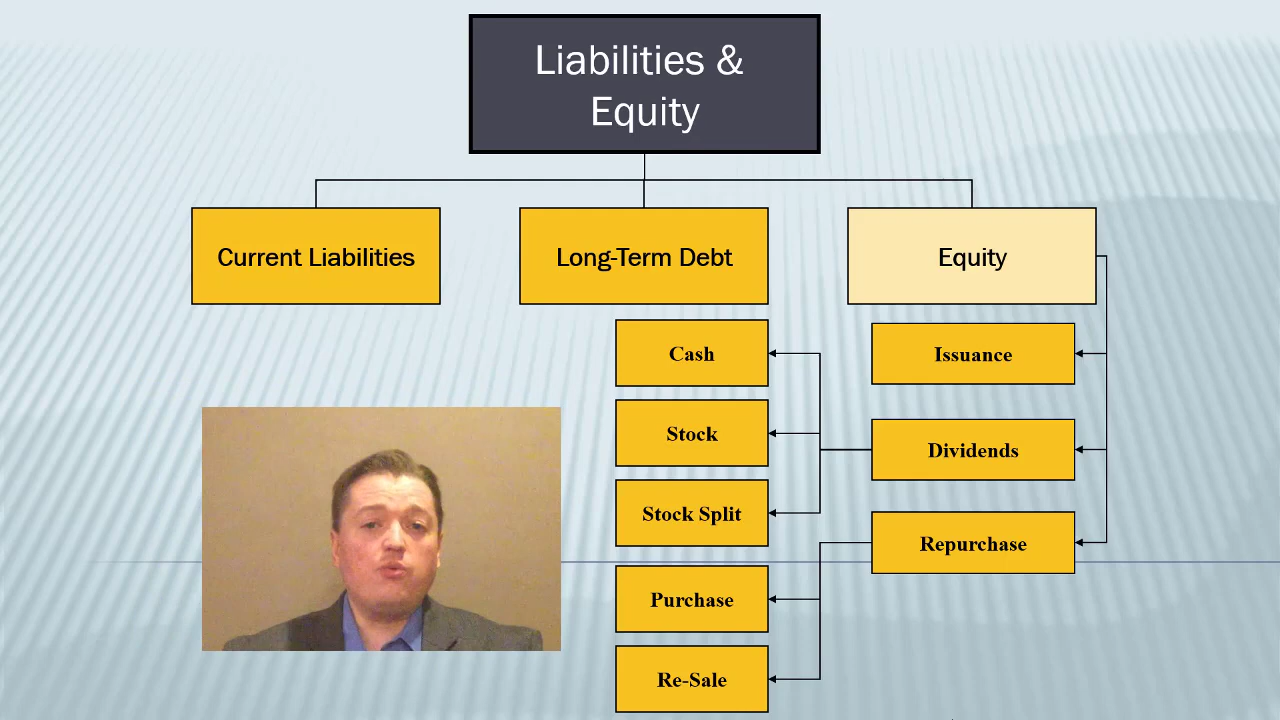 Liabilities &
Equity
Current Liabilities
Long-Term Debt
Equity
Cash
Issuance
Stock
Dividends
Stock Split
Repurchase
Purchase
Re-Sale